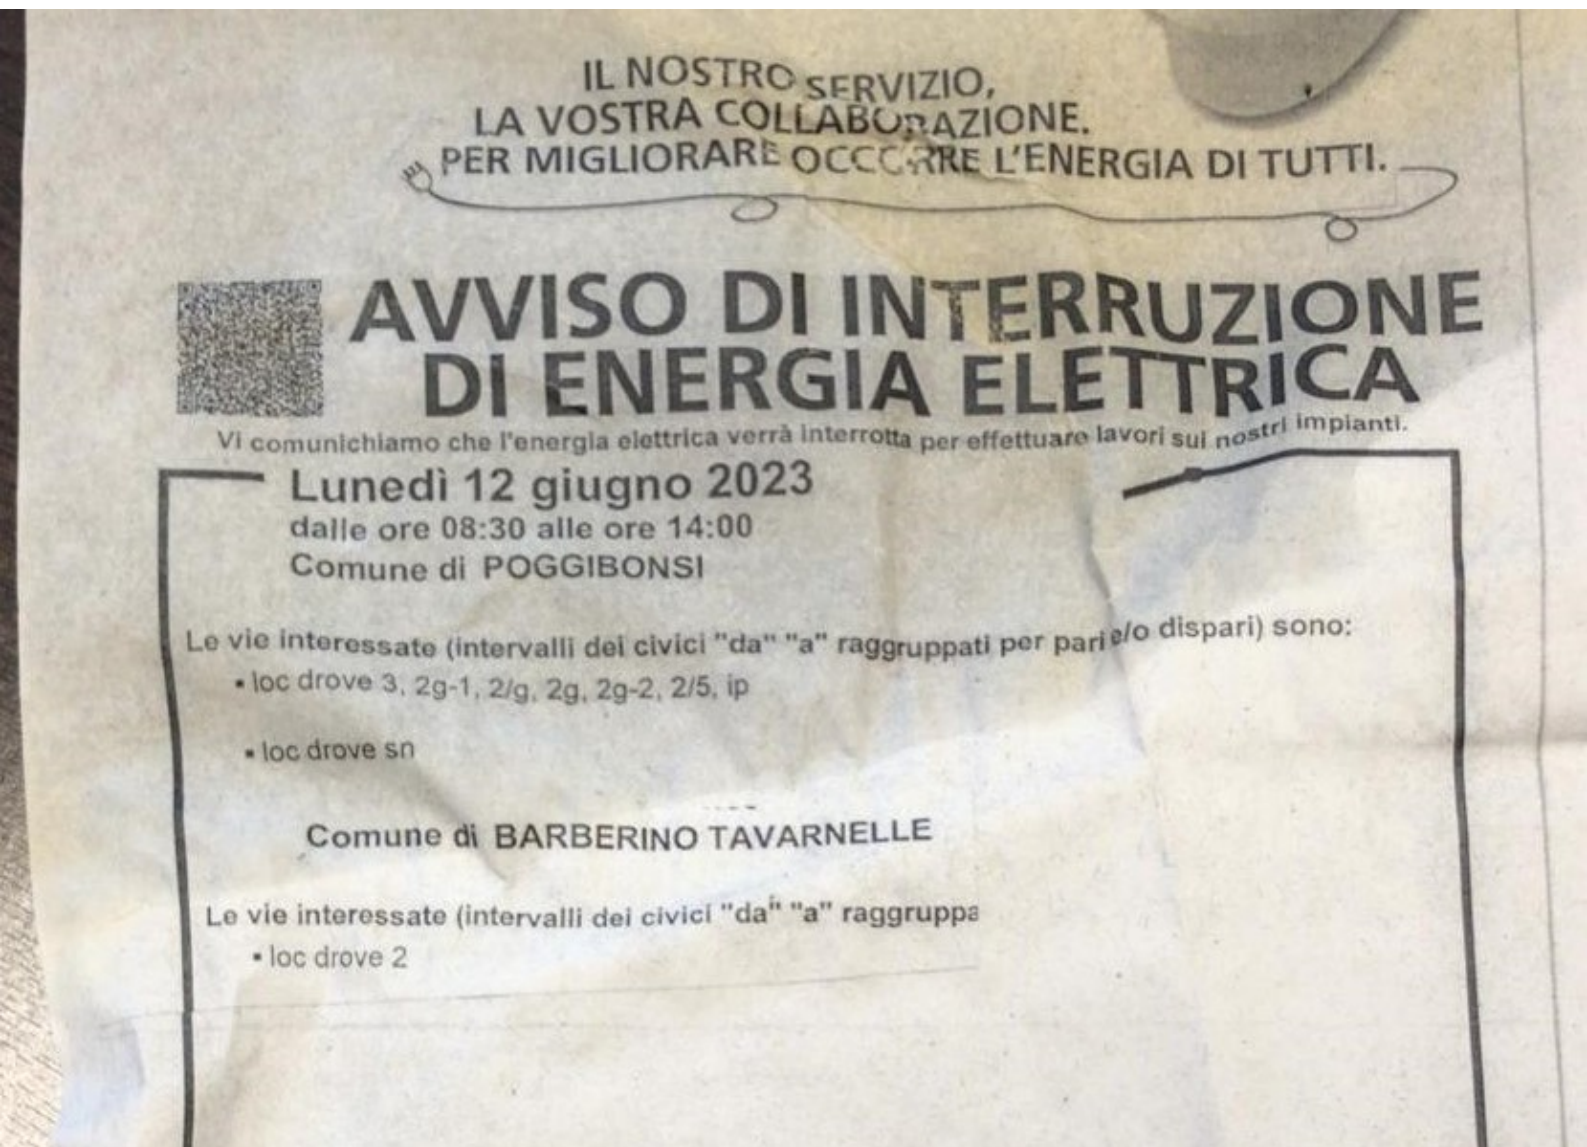 IL NOSTRO SERVIZIO,
LA VOSTRA COLLABORAZIONE.
PER MIGLIORARE OCCORRE L'ENERGIA DI TUTTI.
AVVISO DI INTERRUZIONE
DI ENERGIA ELETTRICA
Vi comunichiamo che l'energia elettrica verrà interrotta per effettuare lavori sui nostri impianti.
Lunedì 12 giugno 2023
dalle ore 08:30 alle ore 14:00
Comune di POGGIBONSI
Le vie interessate (intervalli dei civici "da" "a" raggruppati per pari e/o dispari) sono:
▪ loc drove 3, 2g-1, 2/g, 2g, 2g-2, 2/5, ip
▪ loc drove sn
Comune di BARBERINO TAVARNELLE
Le vie interessate (intervalli dei civici "da" "a" raggruppa
▪ loc drove 2